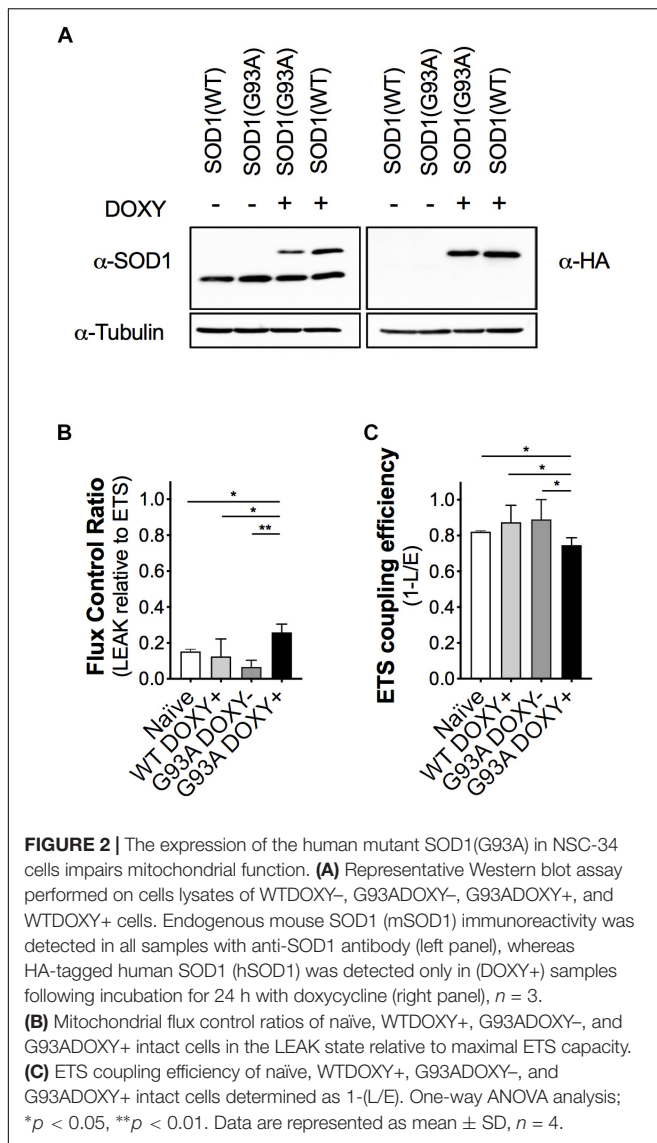 A
SOD1(WT)
SOD1(G93A)
SOD1(G93A)
SOD1(WT)
SOD1(WT)
SOD1(G93A)
SOD1(G93A)
SOD1(WT)
DOXY - - + + - - + +
α-SOD1
α-HA
α-Tubulin
B
Flux Control Ratio
(LEAK relative to ETS)
1.0
0.8
0.6
0.4
0.2
0.0
*
*
**
Naïve
WT DOXY+
G93A DOXY-
G93A DOXY+
C
ETS coupling efficiency
(1-L/E)
1.0
0.8
0.6
0.4
0.2
0.0
*
*
*
Naïve
WT DOXY+
G93A DOXY-
G93A DOXY+
FIGURE 2 | The expression of the human mutant SOD1(G93A) in NSC-34
cells impairs mitochondrial function. (A) Representative Western blot assay
performed on cells lysates of WTDOXY–, G93ADOXY–, G93ADOXY+, and
WTDOXY+ cells. Endogenous mouse SOD1 (mSOD1) immunoreactivity was
detected in all samples with anti-SOD1 antibody (left panel), whereas
HA-tagged human SOD1 (hSOD1) was detected only in (DOXY+) samples
following incubation for 24 h with doxycycline (right panel), n = 3.
(B) Mitochondrial flux control ratios of naïve, WTDOXY+, G93ADOXY–, and
G93ADOXY+ intact cells in the LEAK state relative to maximal ETS capacity.
(C) ETS coupling efficiency of naïve, WTDOXY+, G93ADOXY–, and
G93ADOXY+ intact cells determined as 1-(L/E). One-way ANOVA analysis;
*p < 0.05, **p < 0.01. Data are represented as mean ± SD, n = 4.